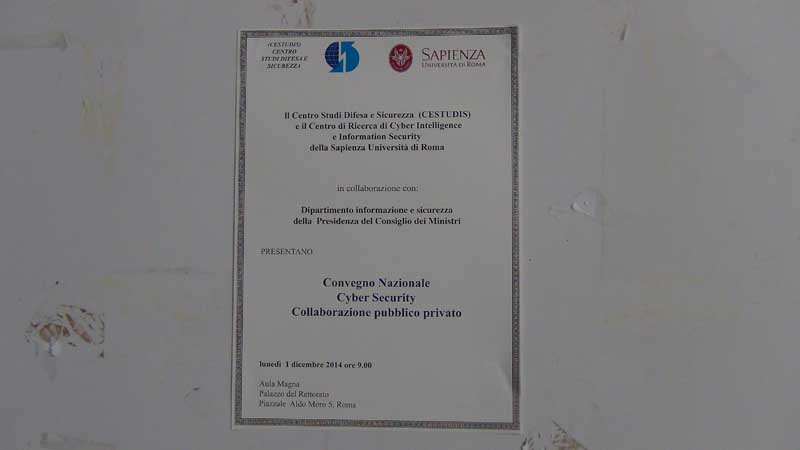 (CESTUDIS)
CENTRO
STUDI DIFESA E
SICUREZZA
SAPIENZA
UNIVERSITÀ DI ROMA
Il Centro Studi Difesa e Sicurezza (CESTUDIS)
e il Centro di Ricerca di Cyber Intelligence
e Information Security
della Sapienza Università di Roma
in collaborazione con:
Dipartimento informazione e sicurezza
della Presidenza del Consiglio dei Ministri
PRESENTANO
Convegno Nazionale
Cyber Security
Collaborazione pubblico privato
lunedì 1 dicembre 2014 ore 9.00
Aula Magna
Palazzo del Rettorato
Piazzale Aldo Moro 5, Roma